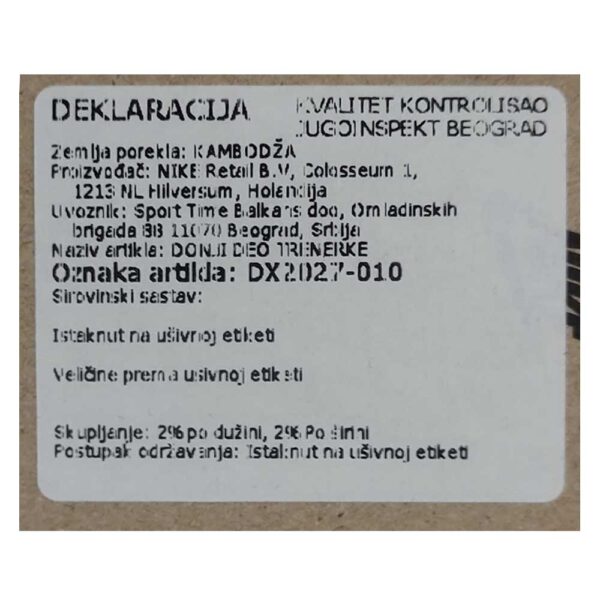 DEKLARACIJA
KVALITET KONTROLISAO
JUGOINSPEKT BEOGRAD
Zemlja porekla: KAMBODŽA
Proizvođač: NIKE Retail B.V, Colosseum 1,
1213 NL Hilversum, Holandija
Uvoznik: Sport Time Balkans doo, Omladinskih
brigada 88 11070 Beograd, Srbija
Naziv artikla: DONJI DEO TRENERKE
Oznaka artikla: DX2027-010
Sirovinski sastav:
Istaknut na ušivnoj etiketi
Veličine prema usivnoj etiketi
Skupljanje: 2% po dužini, 2% Po širini
Postupak održavanja: Istaknut na ušivnoj etiketi